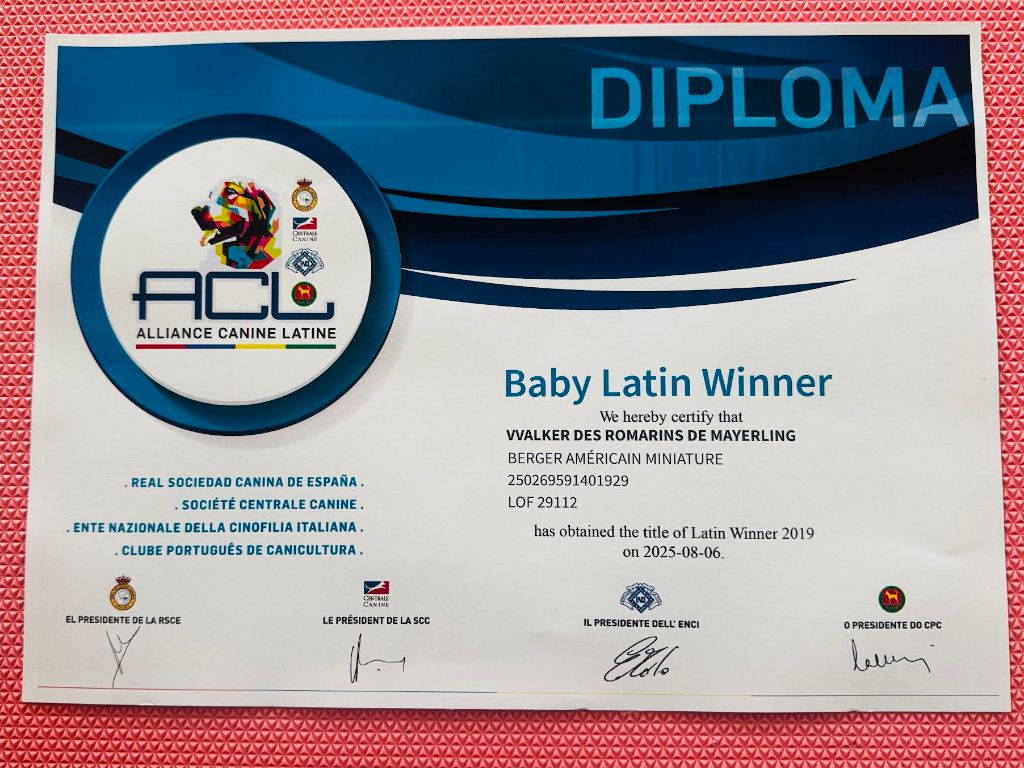 DIPLOMA
CENTRALE
CANINE
ACL
ALLIANCE CANINE LATINE
Baby Latin Winner
We hereby certify that
VVALKER DES ROMARINS DE MAYERLING
BERGER AMÉRICAIN MINIATURE
250269591401929
LOF 29112
has obtained the title of Latin Winner 2019
on 2025-08-06.
. REAL SOCIEDAD CANINA DE ESPAÑA .
. SOCIÉTÉ CENTRALE CANINE .
. ENTE NAZIONALE DELLA CINOFILIA ITALIANA .
. CLUBE PORTUGUÊS DE CANICULTURA .
CENTRALE
CANINE
EL PRESIDENTE DE LA RSCE
LE PRÉSIDENT DE LA SCC
IL PRESIDENTE DELL' ENCI
O PRESIDENTE DO CPC